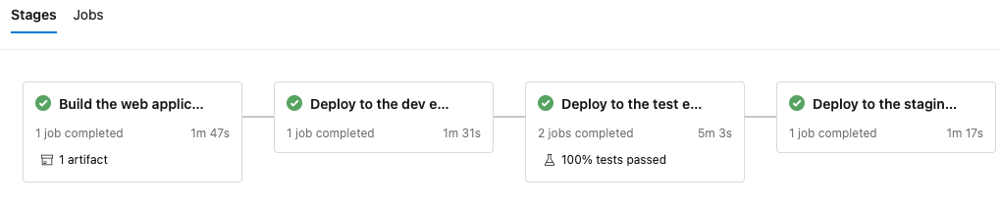 Stages Jobs
Build the web applic...
1 job completed 1m 47s
1 artifact
Deploy to the dev e...
1 job completed 1m 31s
Deploy to the test e...
2 jobs completed 5m 3s
100% tests passed
Deploy to the stagin...
1 job completed 1m 17s